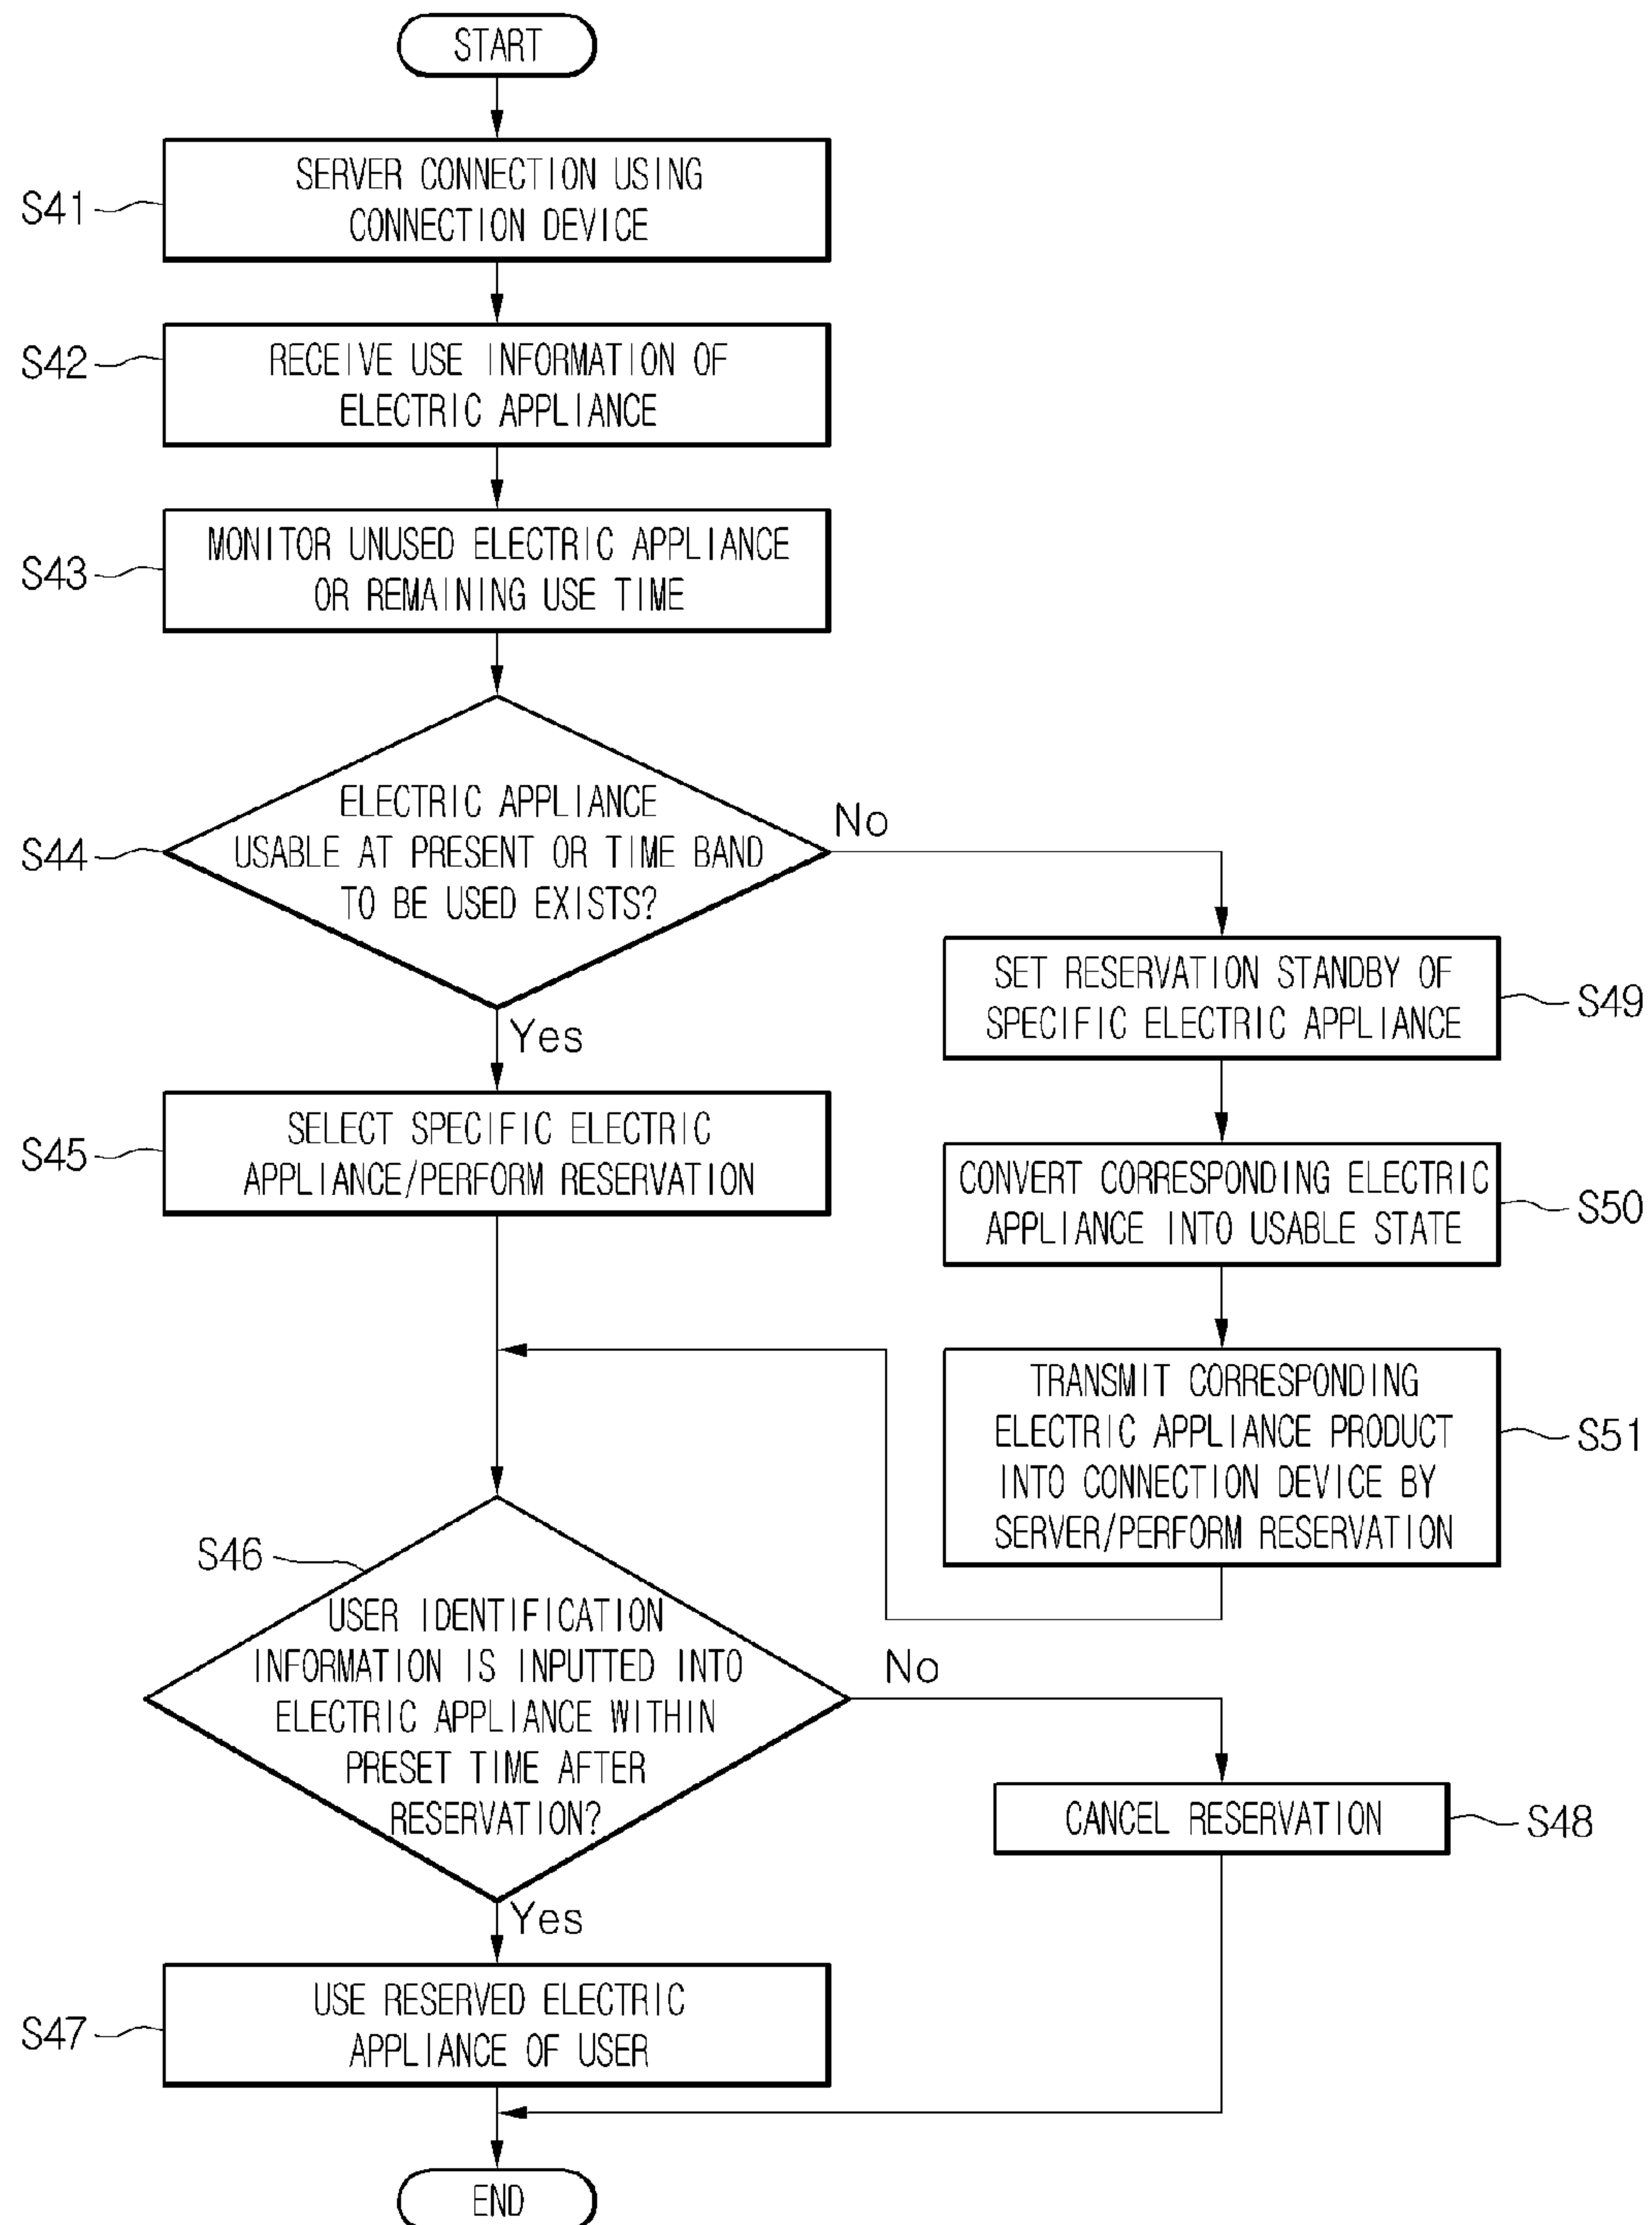 START
S41
SERVER CONNECTION USING
CONNECTION DEVICE
S42
RECEIVE USE INFORMATION OF
ELECTRIC APPLIANCE
S43
MONITOR UNUSED ELECTRIC APPLIANCE
OR REMAINING USE TIME
S44
ELECTRIC APPLIANCE
USABLE AT PRESENT OR TIME BAND
TO BE USED EXISTS?
No
Yes
SET RESERVATION STANDBY OF
SPECIFIC ELECTRIC APPLIANCE
S49
S45
SELECT SPECIFIC ELECTRIC
APPLIANCE/PERFORM RESERVATION
CONVERT CORRESPONDING ELECTRIC
APPLIANCE INTO USABLE STATE
S50
TRANSMIT CORRESPONDING
ELECTRIC APPLIANCE PRODUCT
INTO CONNECTION DEVICE BY
SERVER/PERFORM RESERVATION
S51
S46
USER IDENTIFICATION
INFORMATION IS INPUTTED INTO
ELECTRIC APPLIANCE WITHIN
PRESET TIME AFTER
RESERVATION?
No
Yes
CANCEL RESERVATION
S48
S47
USE RESERVED ELECTRIC
APPLIANCE OF USER
END